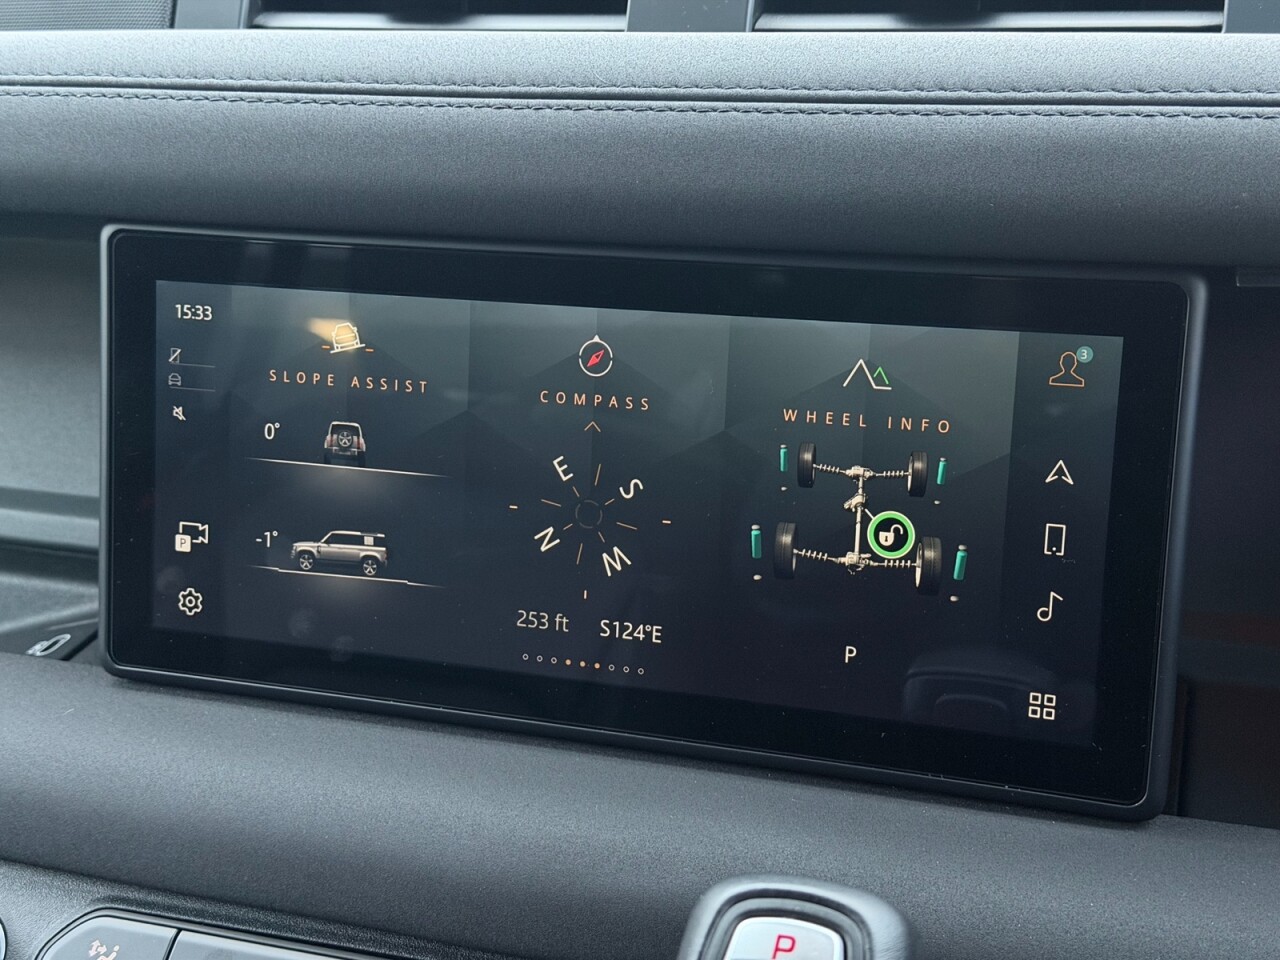 15:33
SLOPE ASSIST
0°
-1°
P
COMPASS
E
S
N
W
253 ft
S124°E
WHEEL INFO
P
3
P